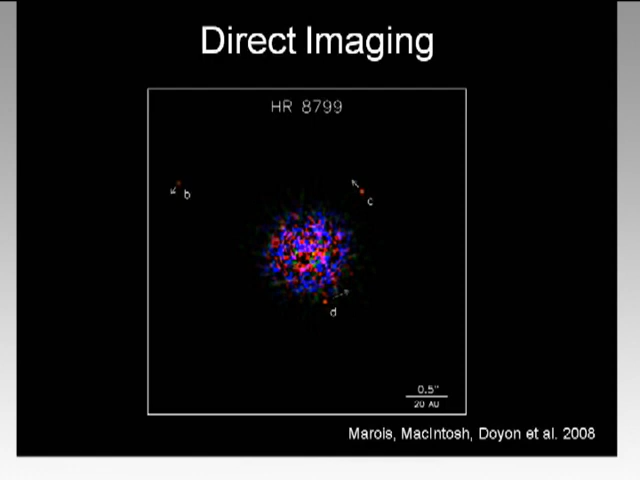 Direct Imaging
HR 8799
b
c
d
0.5"
20 AU
Marois, MacIntosh, Doyon et al. 2008